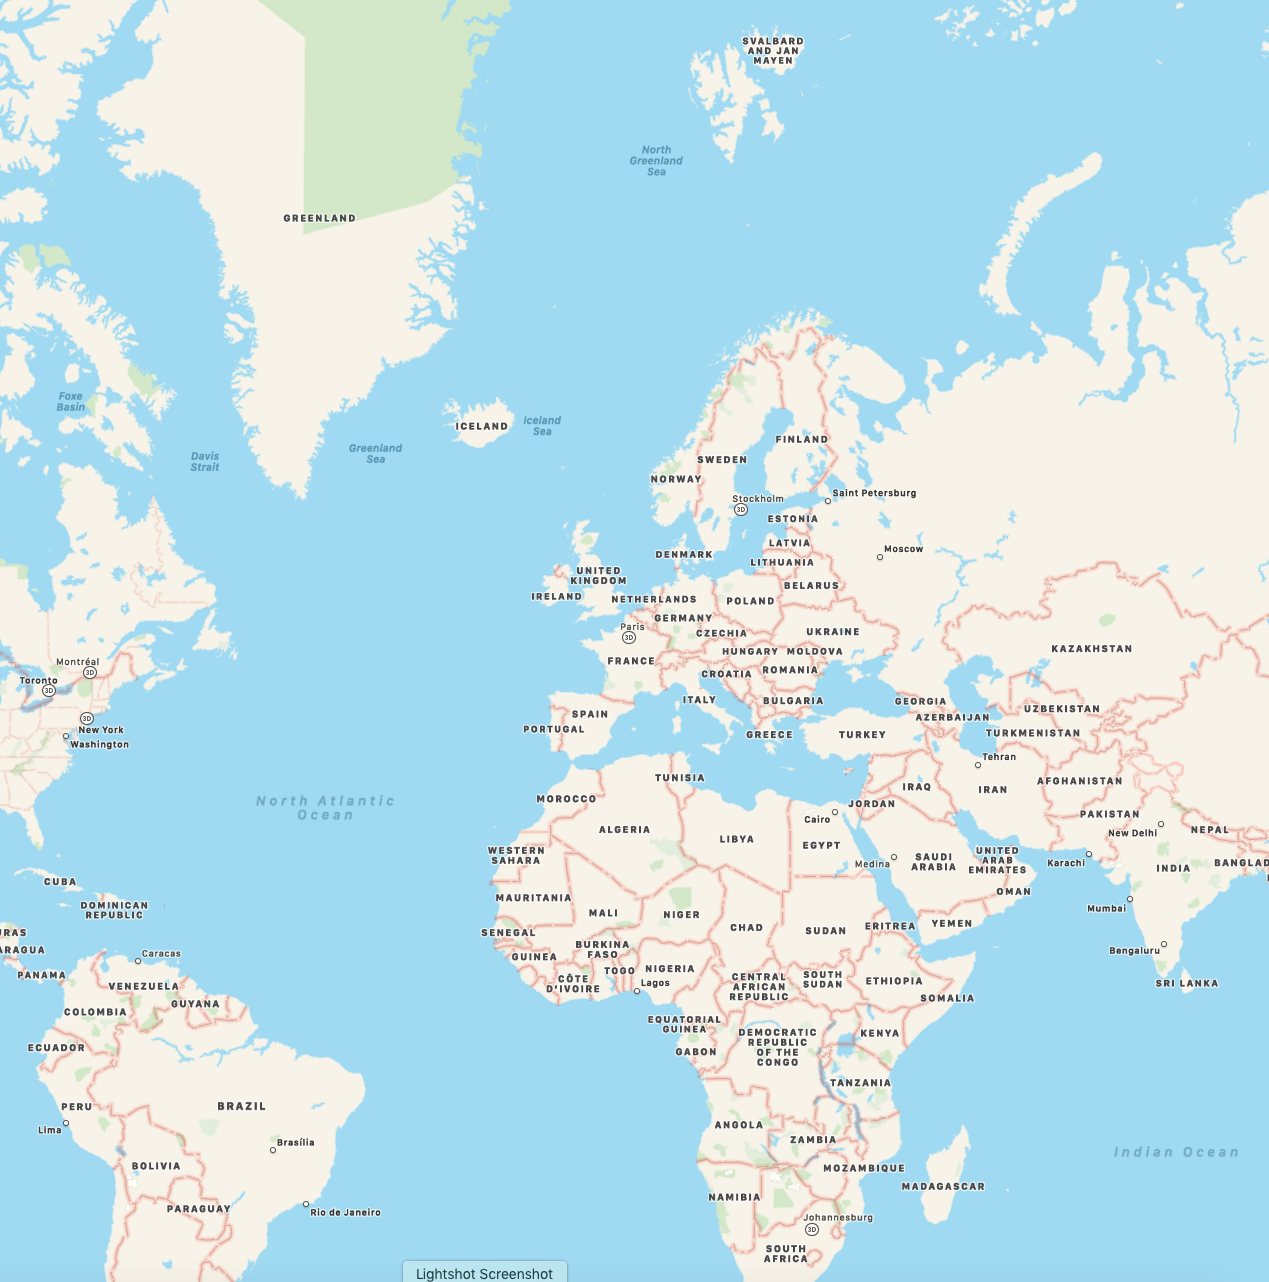 SVALBARD
AND JAN
MAYEN
North
Greenland
Sea
GREENLAND
Foxe
Basin
Davis
Strait
Greenland
Sea
ICELAND
Iceland
Sea
FINLAND
SWEDEN
NORWAY
Stockholm
3D
Saint Petersburg
ESTONIA
LATVIA
Moscow
DENMARK
LITHUANIA
UNITED
KINGDOM
BELARUS
IRELAND
NETHERLANDS
POLAND
GERMANY
Paris
3D
CZECHIA
UKRAINE
FRANCE
HUNGARY
MOLDOVA
KAZAKHSTAN
Montréal
3D
Toronto
3D
CROATIA
ROMANIA
ITALY
BULGARIA
GEORGIA
UZBEKISTAN
3D
New York
Washington
SPAIN
PORTUGAL
AZERBAIJAN
GREECE
TURKEY
TURKMENISTAN
Tehran
TUNISIA
AFGHANISTAN
IRAQ
IRAN
North Atlantic
Ocean
MOROCCO
JORDAN
PAKISTAN
Cairo
ALGERIA
LIBYA
EGYPT
New Delhi
NEPAL
WESTERN
SAHARA
Medina
SAUDI
ARABIA
UNITED
ARAB
EMIRATES
Karachi
INDIA
BANGLAD
CUBA
OMAN
MAURITANIA
DOMINICAN
REPUBLIC
MALI
NIGER
Mumbai
CHAD
SUDAN
ERITREA
YEMEN
URAS
SENEGAL
ARAGUA
BURKINA
FASO
Bengaluru
Caracas
GUINEA
PANAMA
TOGO
NIGERIA
CÔTE
D'IVOIRE
Lagos
CENTRAL
AFRICAN
REPUBLIC
SOUTH
SUDAN
ETHIOPIA
SRI LANKA
VENEZUELA
GUYANA
SOMALIA
COLOMBIA
EQUATORIAL
GUINEA
DEMOCRATIC
REPUBLIC
OF THE
CONGO
KENYA
ECUADOR
GABON
TANZANIA
PERU
BRAZIL
Lima
ANGOLA
Brasília
ZAMBIA
Indian Ocean
BOLIVIA
MOZAMBIQUE
MADAGASCAR
NAMIBIA
PARAGUAY
Rio de Janeiro
Johannesburg
3D
SOUTH
AFRICA
Lightshot Screenshot